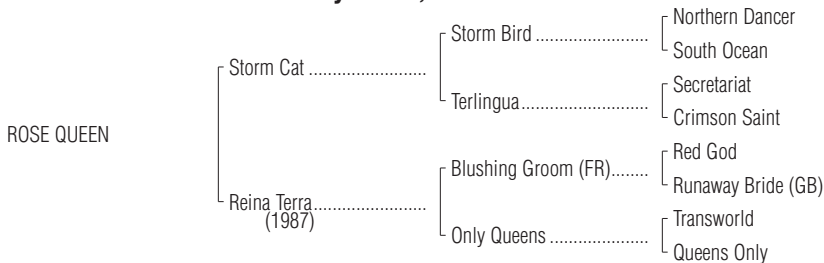 Northern Dancer
Storm Bird ..............................
South Ocean
Storm Cat .........................
Secretariat
Terlingua.................................
Crimson Saint
ROSE QUEEN
Red God
Blushing Groom (FR)........
Runaway Bride (GB)
Reina Terra........................
(1987)
Transworld
Only Queens ..........................
Queens Only